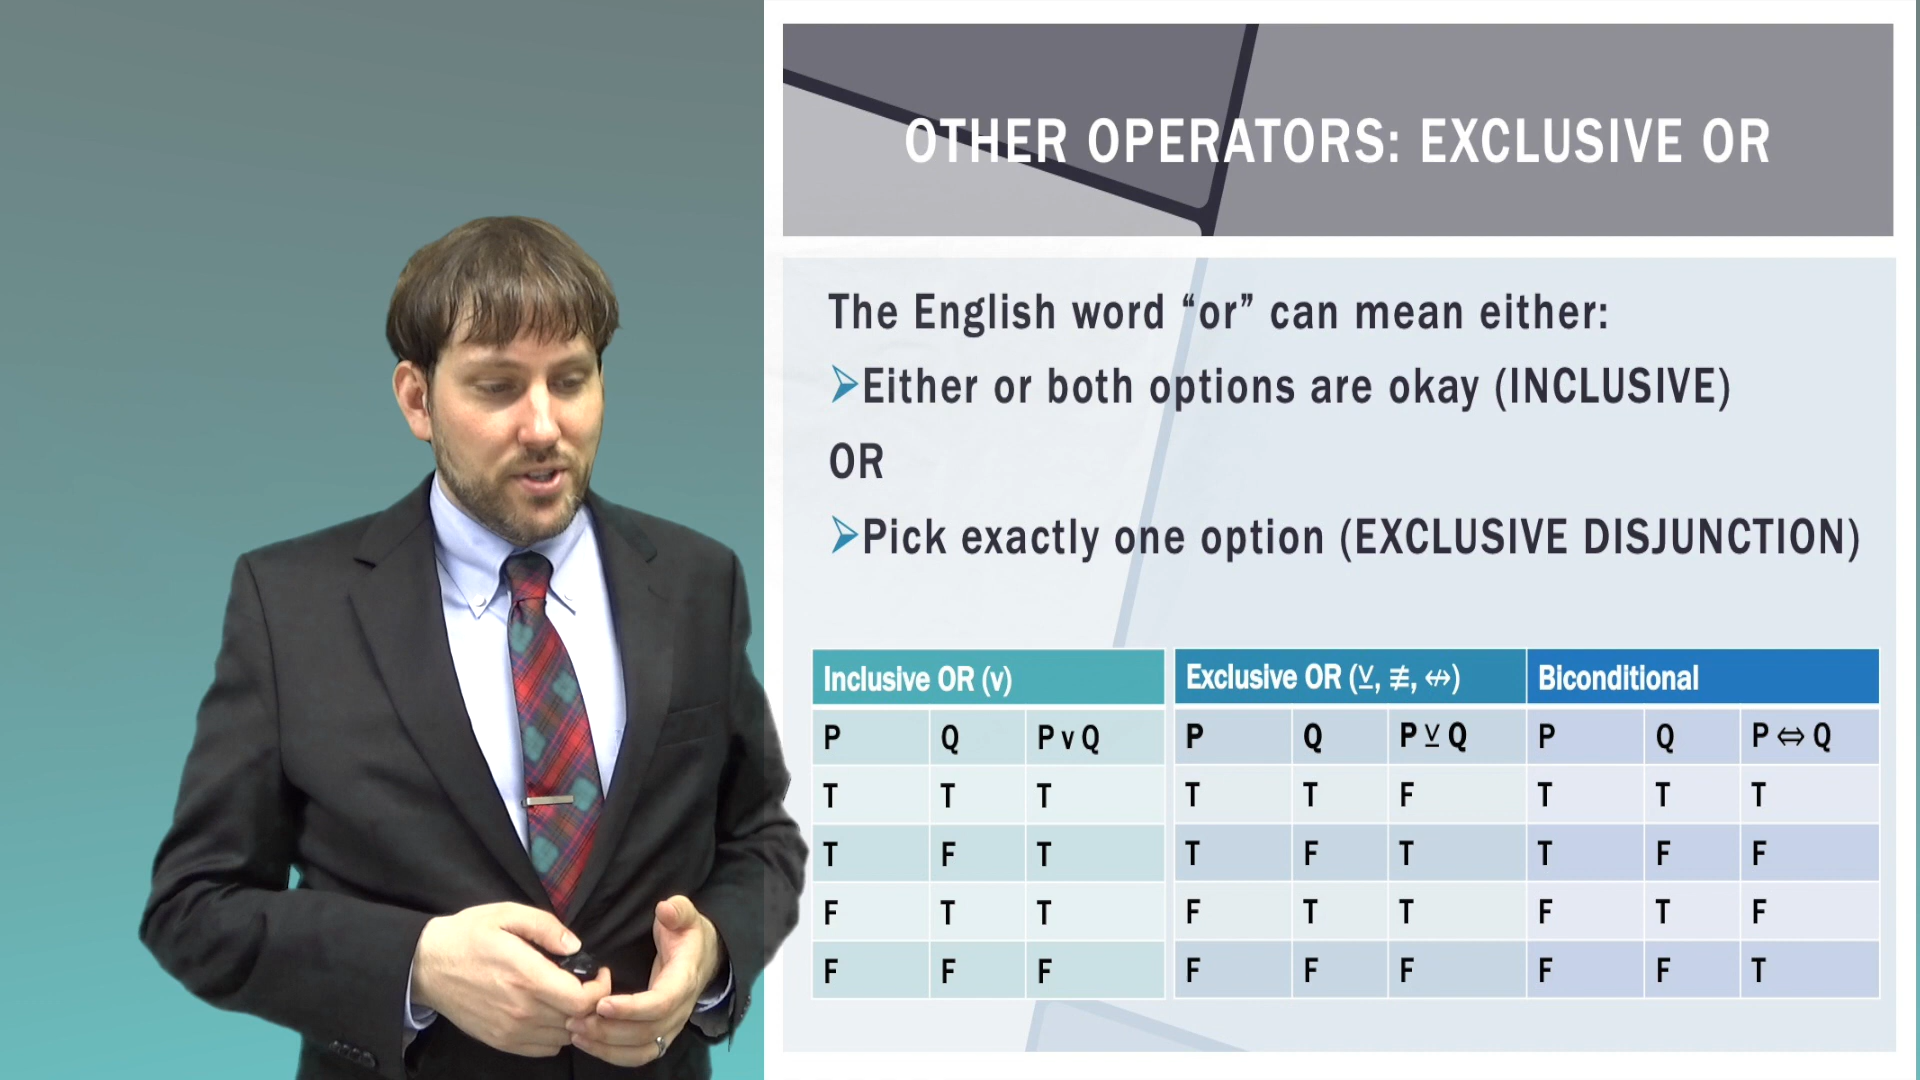 OTHER OPERATORS: EXCLUSIVE OR
The English word “or” can mean either:
Either or both options are okay (INCLUSIVE)
OR
Pick exactly one option (EXCLUSIVE DISJUNCTION)
Inclusive OR (v)
P Q P v Q
T T T
T F T
F T T
F F F
Exclusive OR (⊻, ≢, ↮) Biconditional
P Q P ⊻ Q P Q P ⇔ Q
T T F T T T
T F T T F F
F T T F T F
F F F F F T